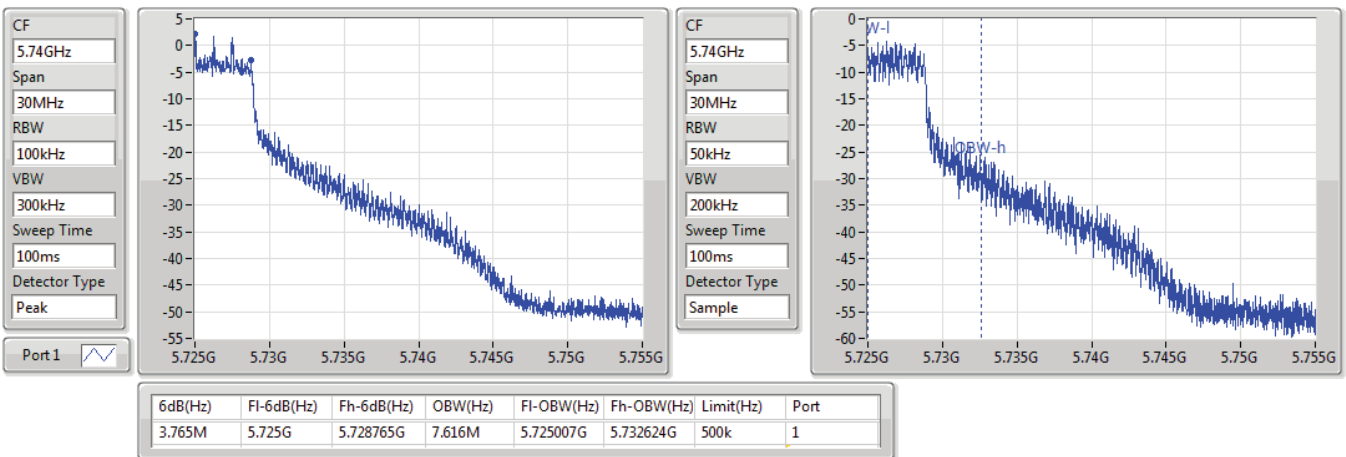 CF
5.74GHz
Span
30MHz
RBW
100kHz
VBW
300kHz
Sweep Time
100ms
Detector Type
Peak
Port 1
5
0
-5
-10
-15
-20
-25
-30
-35
-40
-45
-50
-55
5.725G 5.73G 5.735G 5.74G 5.745G 5.75G 5.755G
CF
5.74GHz
Span
30MHz
RBW
50kHz
VBW
200kHz
Sweep Time
100ms
Detector Type
Sample
0
-5
-10
-15
-20
-25
-30
-35
-40
-45
-50
-55
-60
W-l
OBW-h
5.725G 5.73G 5.735G 5.74G 5.745G 5.75G 5.755G
6dB(Hz) Fl-6dB(Hz) Fh-6dB(Hz) OBW(Hz) Fl-OBW(Hz) Fh-OBW(Hz) Limit(Hz) Port
3.765M 5.725G 5.728765G 7.616M 5.725007G 5.732624G 500k 1